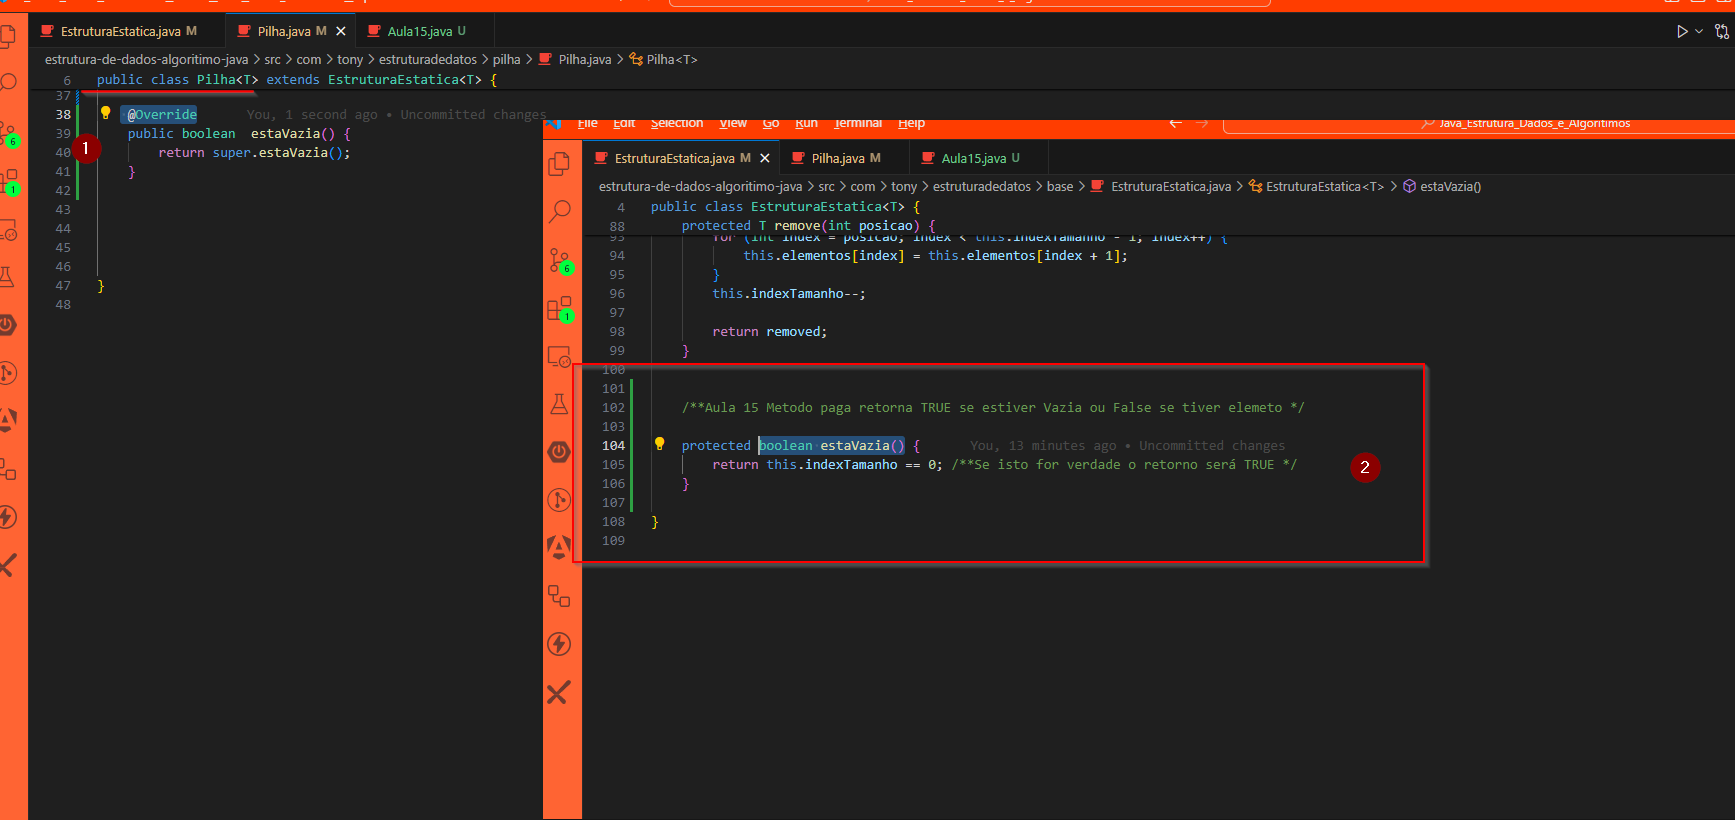 EstruturaEstatica.java M
Pilha.java M
Aula15.java U
estrutura-de-dados-algoritimo-java > src > com > tony > estruturadedatos > pilha > Pilha.java > Pilha<T>
6 public class Pilha<T> extends EstruturaEstatica<T> {
37
38 @Override You, 1 second ago • Uncommitted changes
39 public boolean estaVazia() {
40 return super.estaVazia();
41 }
42
43
44
45
46
47 }
48
1
6
1
File Edit Selection View Go Run Terminal Help
Java_Estrutura_Dados_e_Algoritimos
EstruturaEstatica.java M
Pilha.java M
Aula15.java U
estrutura-de-dados-algoritimo-java > src > com > tony > estruturadedatos > base > EstruturaEstatica.java > EstruturaEstatica<T> > estaVazia()
4 public class EstruturaEstatica<T> {
88 protected T remove(int posicao) {
93 for (int index = posicao; index < this.indexTamanho - 1; index++) {
94 this.elementos[index] = this.elementos[index + 1];
95 }
96 this.indexTamanho--;
97
98 return removed;
99 }
100
101
102 /**Aula 15 Metodo paga retorna TRUE se estiver Vazia ou False se tiver elemeto */
103
104 protected boolean estaVazia() { You, 13 minutes ago • Uncommitted changes
105 return this.indexTamanho == 0; /**Se isto for verdade o retorno será TRUE */
106 }
107
108 }
109
2
6
1